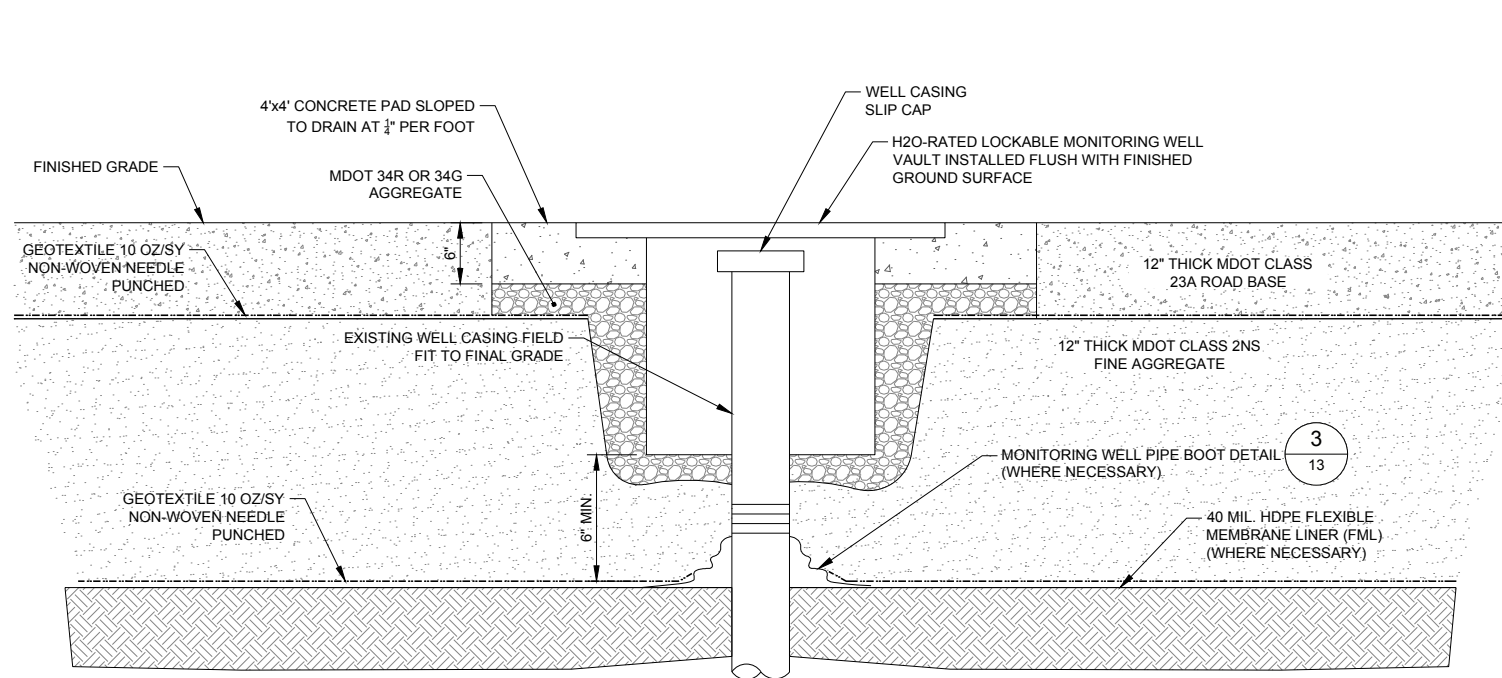 4'x4' CONCRETE PAD SLOPED
TO DRAIN AT 1/4" PER FOOT
WELL CASING
SLIP CAP
FINISHED GRADE
MDOT 34R OR 34G
AGGREGATE
H2O-RATED LOCKABLE MONITORING WELL
VAULT INSTALLED FLUSH WITH FINISHED
GROUND SURFACE
GEOTEXTILE 10 OZ/SY
NON-WOVEN NEEDLE
PUNCHED
6"
12" THICK MDOT CLASS
23A ROAD BASE
EXISTING WELL CASING FIELD
FIT TO FINAL GRADE
12" THICK MDOT CLASS 2NS
FINE AGGREGATE
MONITORING WELL PIPE BOOT DETAIL
(WHERE NECESSARY)
3
13
GEOTEXTILE 10 OZ/SY
NON-WOVEN NEEDLE
PUNCHED
6" MIN.
40 MIL. HDPE FLEXIBLE
MEMBRANE LINER (FML)
(WHERE NECESSARY)